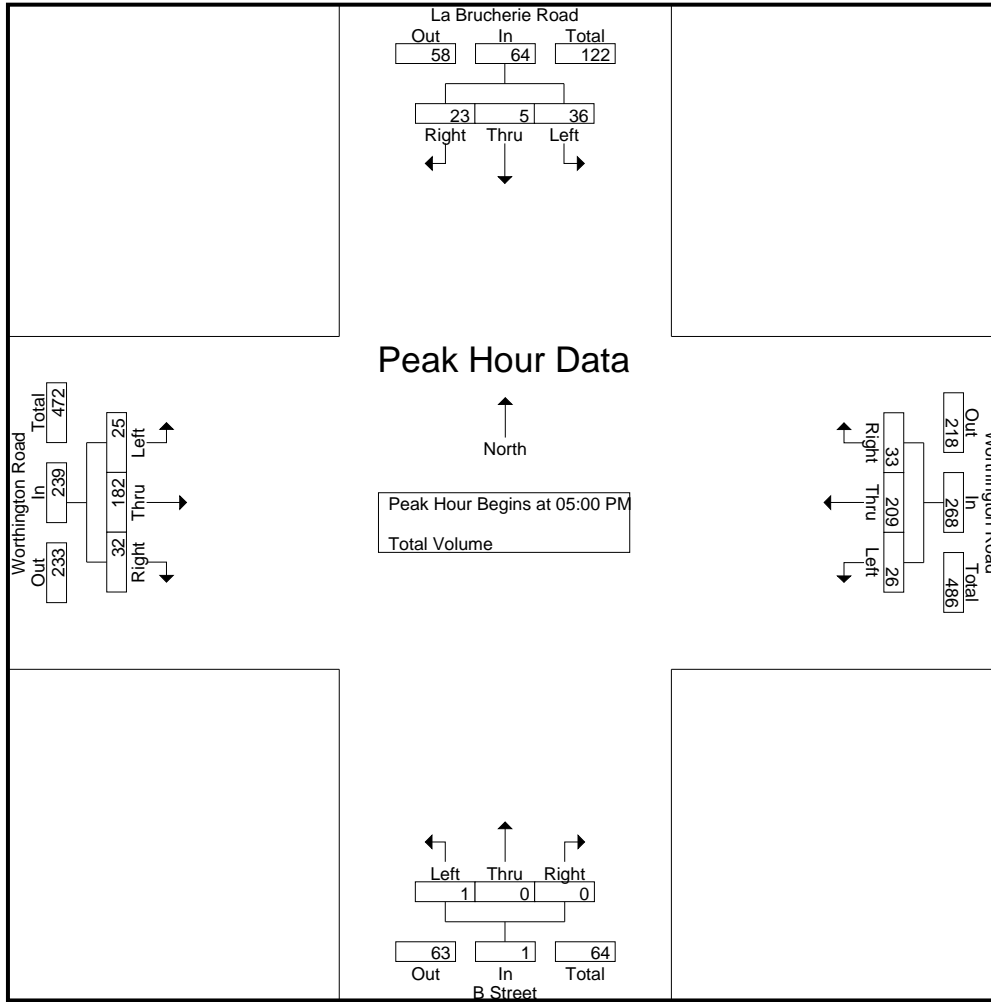 La Brucherie Road
Out In Total
58 64 122
23 5 36
Right Thru Left
Peak Hour Data
North
Peak Hour Begins at 05:00 PM
Total Volume
Worthington Road
Total In Out
472 239 233
25 182 32
Left Thru Right
Worthington Road
Out In Total
218 268 486
33 209 26
Right Thru Left
Left Thru Right
1 0 0
63 1 64
Out In Total
B Street